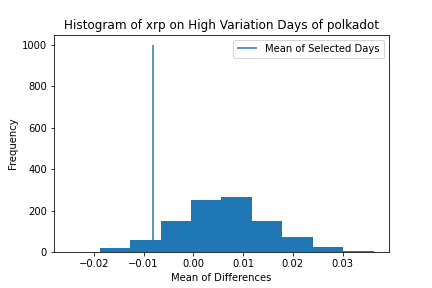 Histogram of xrp on High Variation Days of polkadot
Mean of Selected Days
1000
800
600
400
200
0
Frequency
−0.02 −0.01 0.00 0.01 0.02 0.03
Mean of Differences